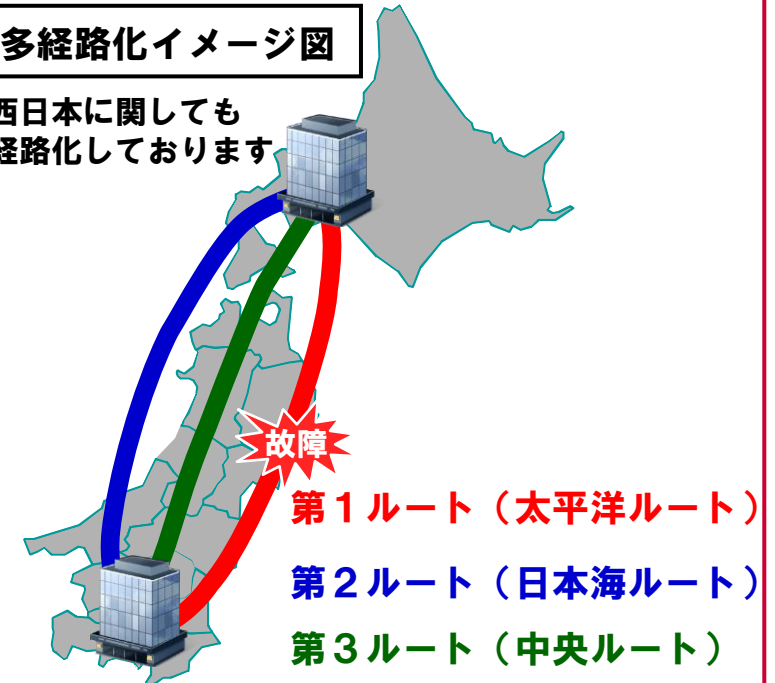 多経路化イメージ図
西日本に関しても
経路化しております
故障
第１ルート（太平洋ルート）
第２ルート（日本海ルート）
第３ルート（中央ルート）